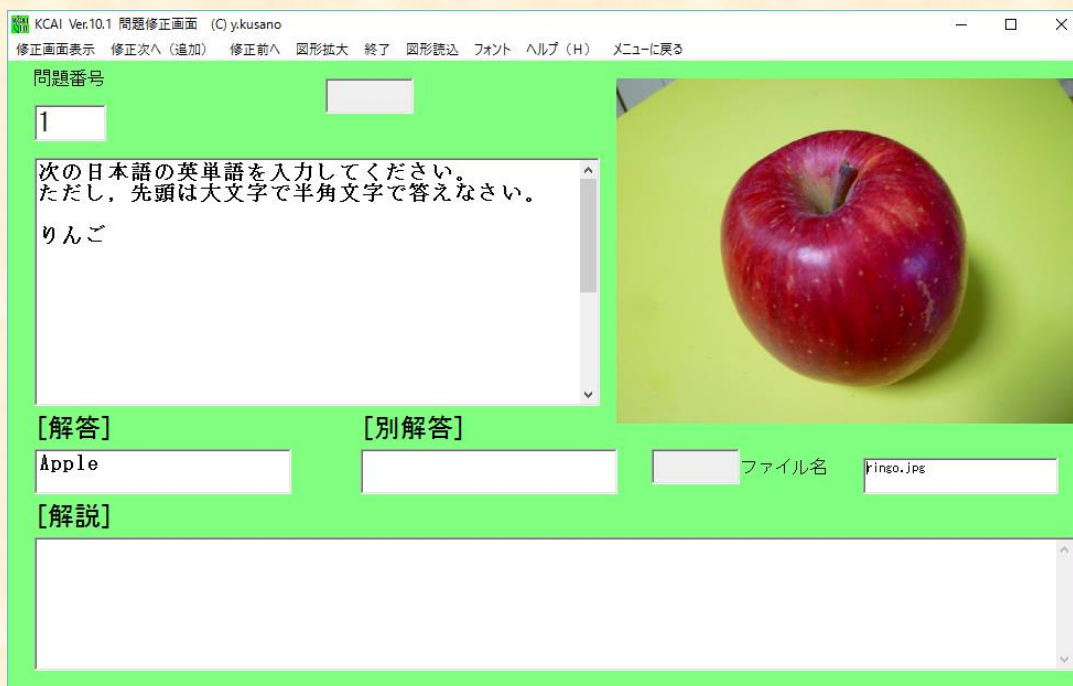 KCAI Ver.10.1 問題修正画面 (C) y.kusano
修正画面表示 修正次へ（追加） 修正前へ 図形拡大 終了 図形読込 フォント ヘルプ（H） メニューに戻る
問題番号
1
次の日本語の英単語を入力してください。
ただし，先頭は大文字で半角文字で答えなさい。
りんご
[解答] [別解答]
Apple
ファイル名 ringo.jpg
[解説]